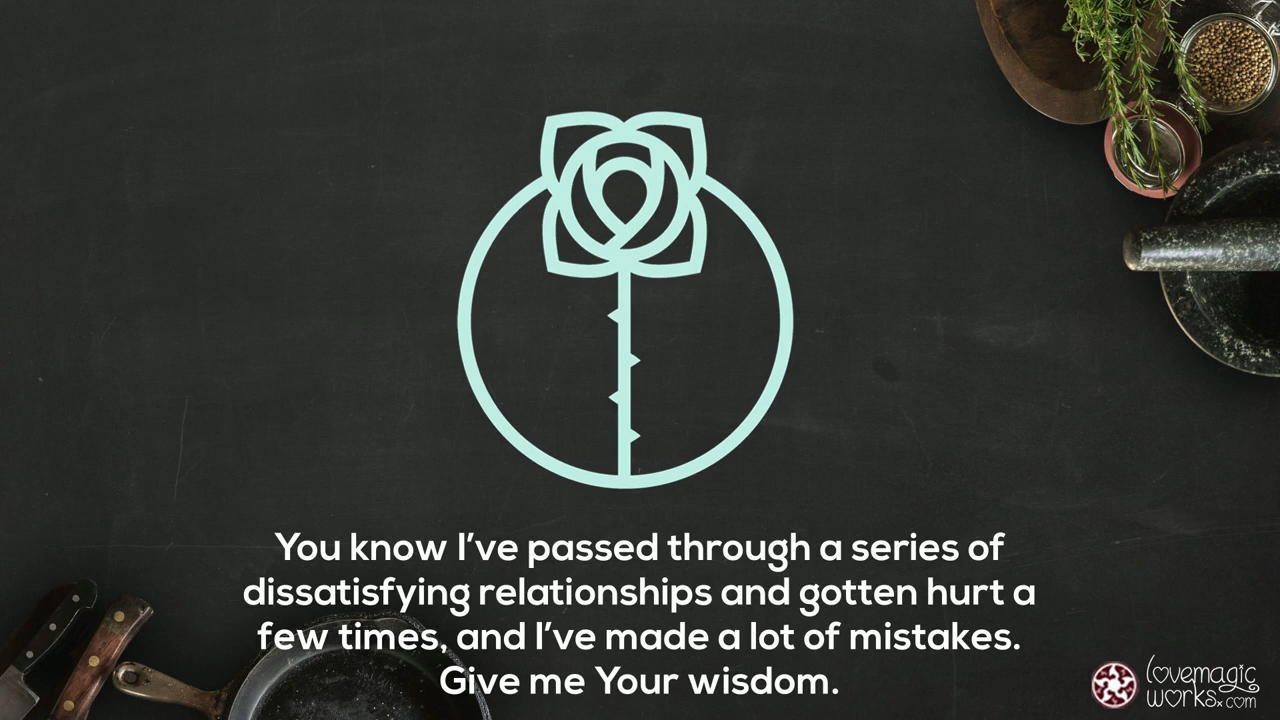 You know I've passed through a series of
dissatisfying relationships and gotten hurt a
few times, and I've made a lot of mistakes.
Give me Your wisdom.
lovemagic
works.com